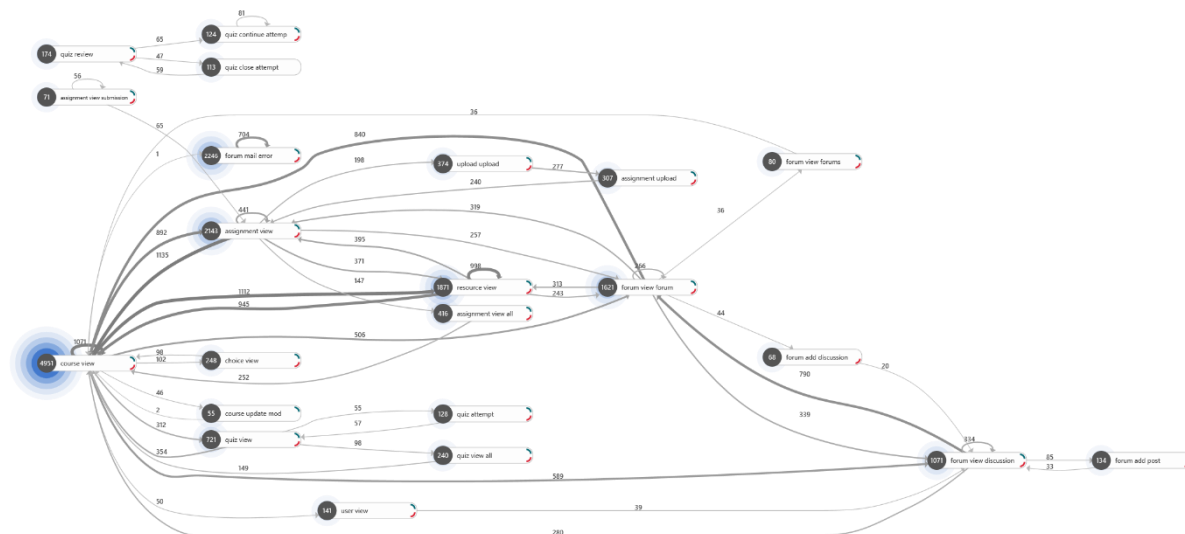 81
124 quiz continue attemp
65
174 quiz review
47
113 quiz close attempt
59
56
71 assignment view submission
36
65
704
840
1
2246 forum mail error
198
374 upload upload
277
80 forum view forums
307 assignment upload
240
441
319
36
892
2143 assignment view
257
395
1135
371
998
266
147
1871 resource view
313
1621 forum view forum
1112
243
945
416 assignment view all
44
506
1071
98
4951 course view
102
248 choice view
68 forum add discussion
20
252
790
46
55
2
55 course update mod
128 quiz attempt
339
312
57
721 quiz view
334
98
354
240 quiz view all
85
149
1071 forum view discussion
134 forum add post
33
589
50
141 user view
39
280